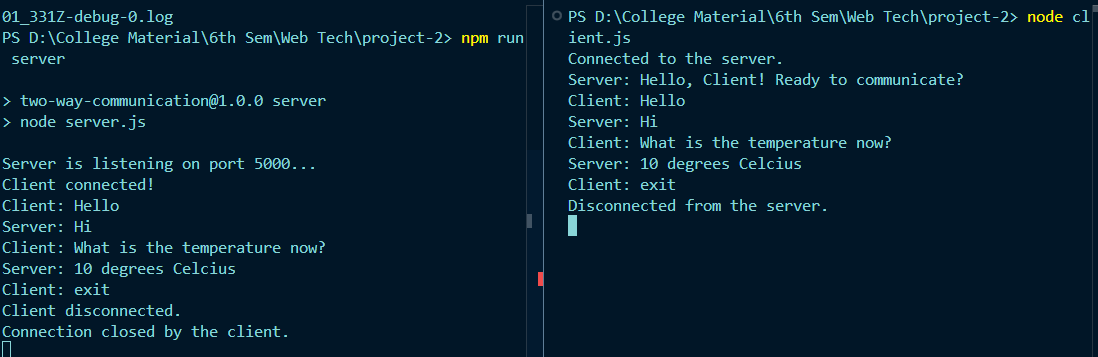 01_331Z-debug-0.log
PS D:\College Material\6th Sem\Web Tech\project-2> npm run
server
> two-way-communication@1.0.0 server
> node server.js
Server is listening on port 5000...
Client connected!
Client: Hello
Server: Hi
Client: What is the temperature now?
Server: 10 degrees Celcius
Client: exit
Client disconnected.
Connection closed by the client.
PS D:\College Material\6th Sem\Web Tech\project-2> node cl
ient.js
Connected to the server.
Server: Hello, Client! Ready to communicate?
Client: Hello
Server: Hi
Client: What is the temperature now?
Server: 10 degrees Celcius
Client: exit
Disconnected from the server.